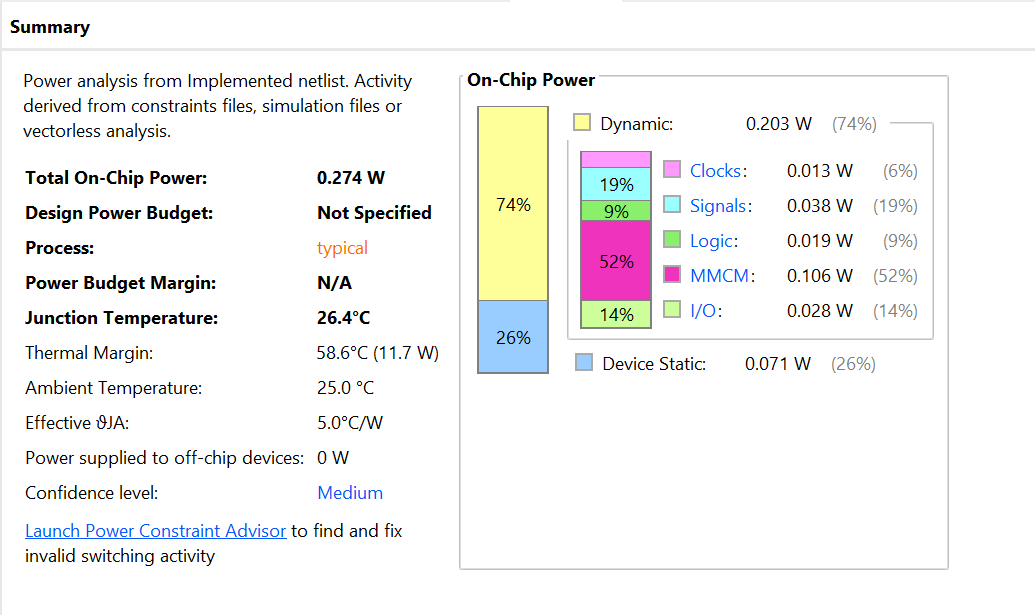 Summary
Power analysis from Implemented netlist. Activity
derived from constraints files, simulation files or
vectorless analysis.
Total On-Chip Power: 0.274 W
Design Power Budget: Not Specified
Process: typical
Power Budget Margin: N/A
Junction Temperature: 26.4°C
Thermal Margin: 58.6°C (11.7 W)
Ambient Temperature: 25.0 °C
Effective ϑJA: 5.0°C/W
Power supplied to off-chip devices: 0 W
Confidence level: Medium
Launch Power Constraint Advisor to find and fix
invalid switching activity
On-Chip Power
74%
26%
Dynamic: 0.203 W (74%)
19%
9%
52%
14%
Clocks: 0.013 W (6%)
Signals: 0.038 W (19%)
Logic: 0.019 W (9%)
MMCM: 0.106 W (52%)
I/O: 0.028 W (14%)
Device Static: 0.071 W (26%)